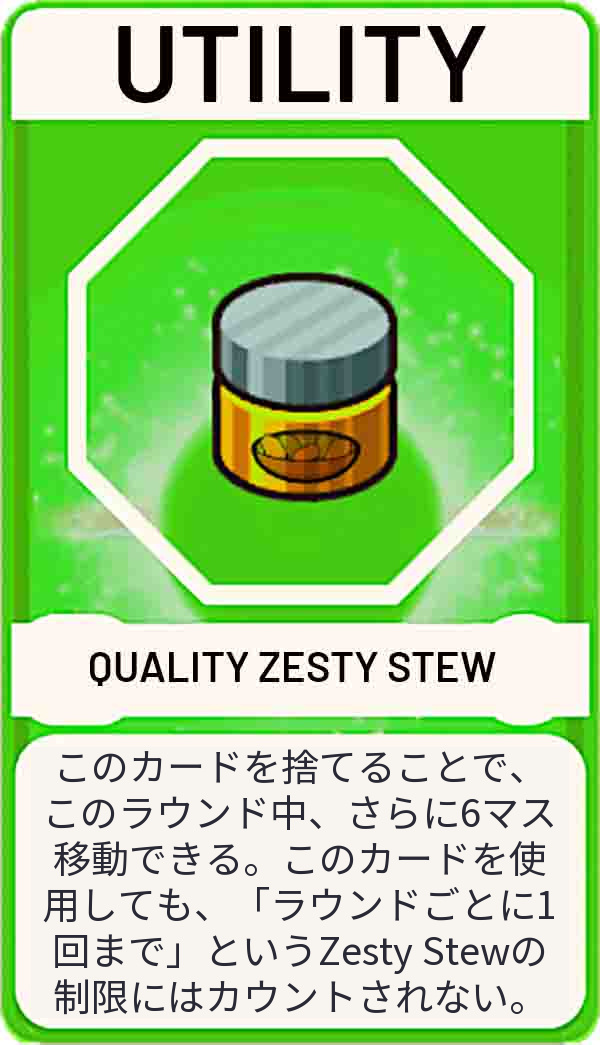 UTILITY
QUALITY ZESTY STEW
このカードを捨てることで、
このラウンド中、さらに6マス
移動できる。このカードを使
用しても、「ラウンドごとに1
回まで」というZesty Stewの
制限にはカウントされない。